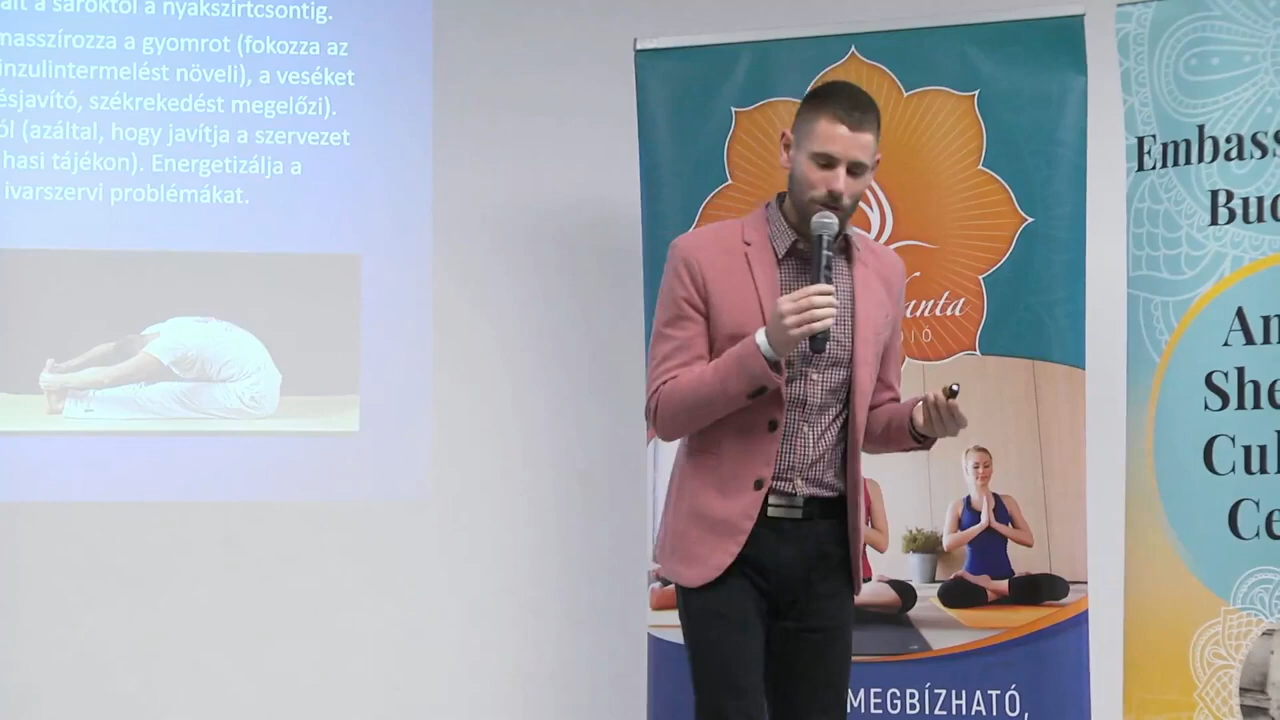 a saroktól a nyakszirtcsontig.
masszírozza a gyomrot (fokozza az
inzulintermelést növeli), a veséket
ésjavító, székrekedést megelőzi).
ól (azáltal, hogy javítja a szervezet
hasi tájékon). Energetizálja a
ivarszervi problémákat.
anta
DIÓ
MEGBÍZHATÓ,
Embass
Bud
An
She
Cul
Ce